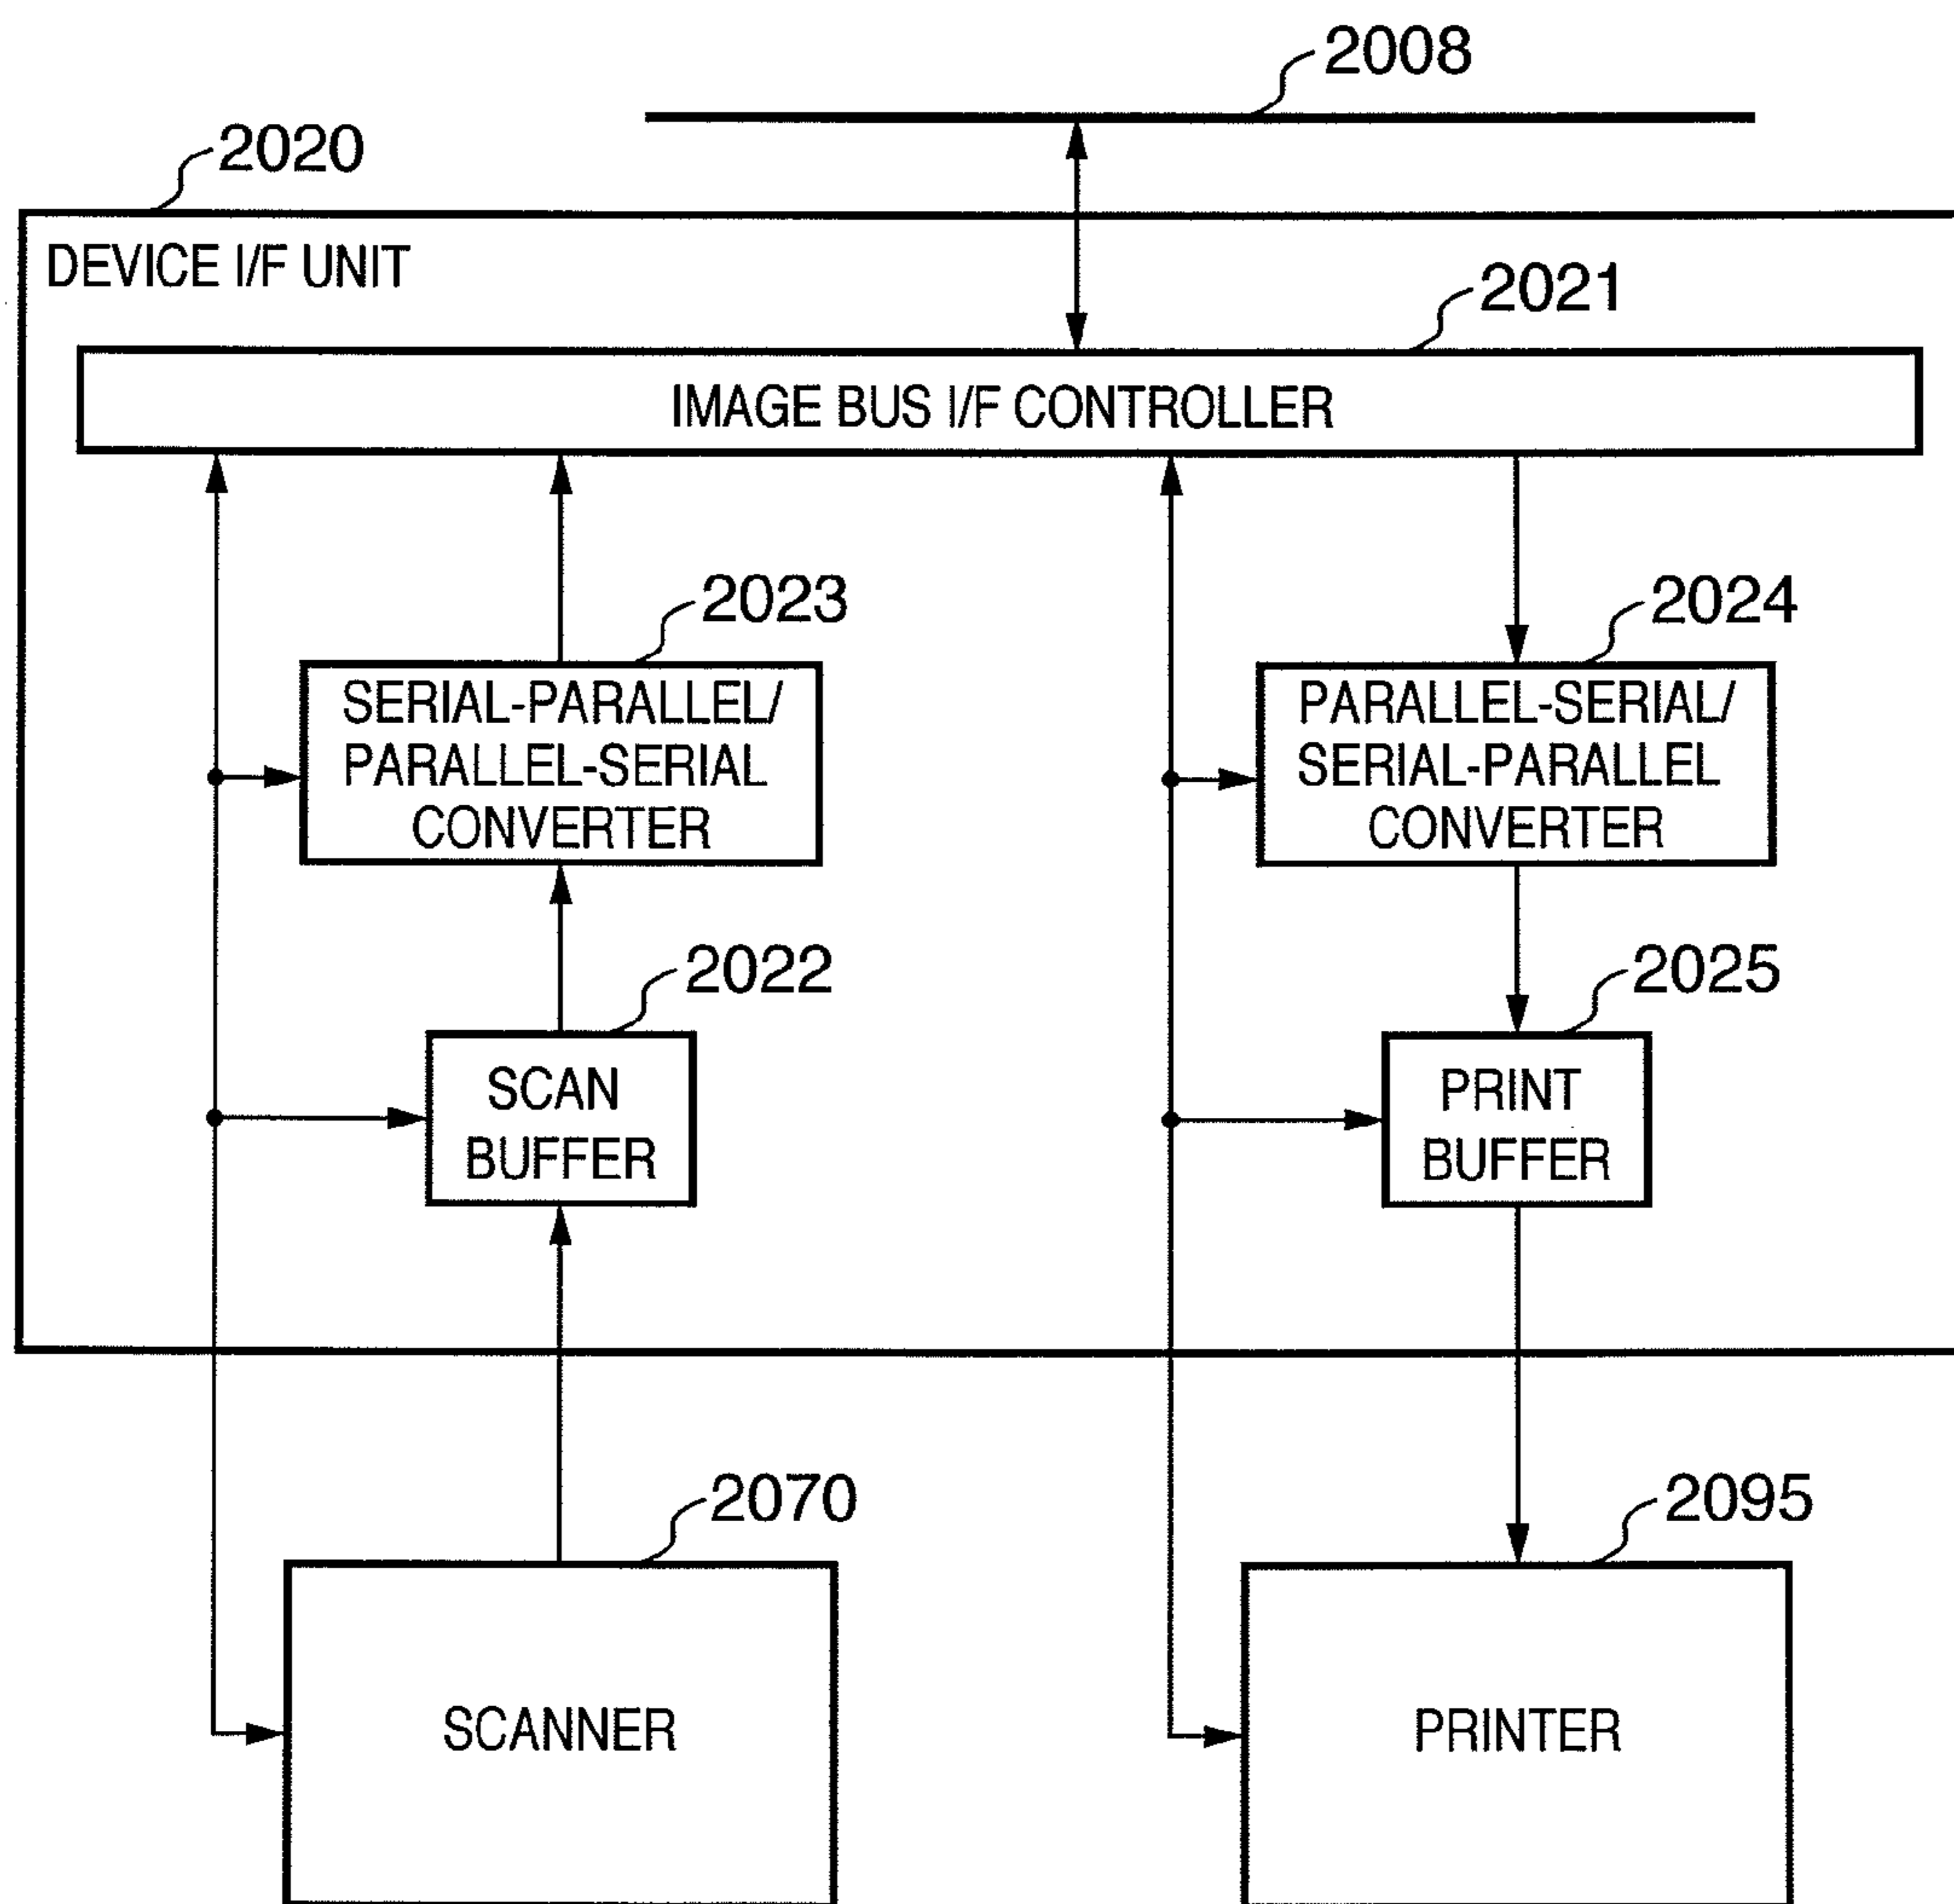 2008
2020
DEVICE I/F UNIT
2021
IMAGE BUS I/F CONTROLLER
2023
2024
SERIAL-PARALLEL/
PARALLEL-SERIAL
CONVERTER
PARALLEL-SERIAL/
SERIAL-PARALLEL
CONVERTER
2022
2025
SCAN
BUFFER
PRINT
BUFFER
2070
2095
SCANNER
PRINTER